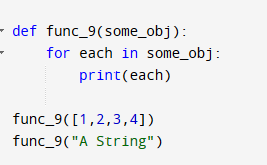 def func_9(some_obj):
    for each in some_obj:
        print(each)
func_9([1,2,3,4])
func_9("A String")